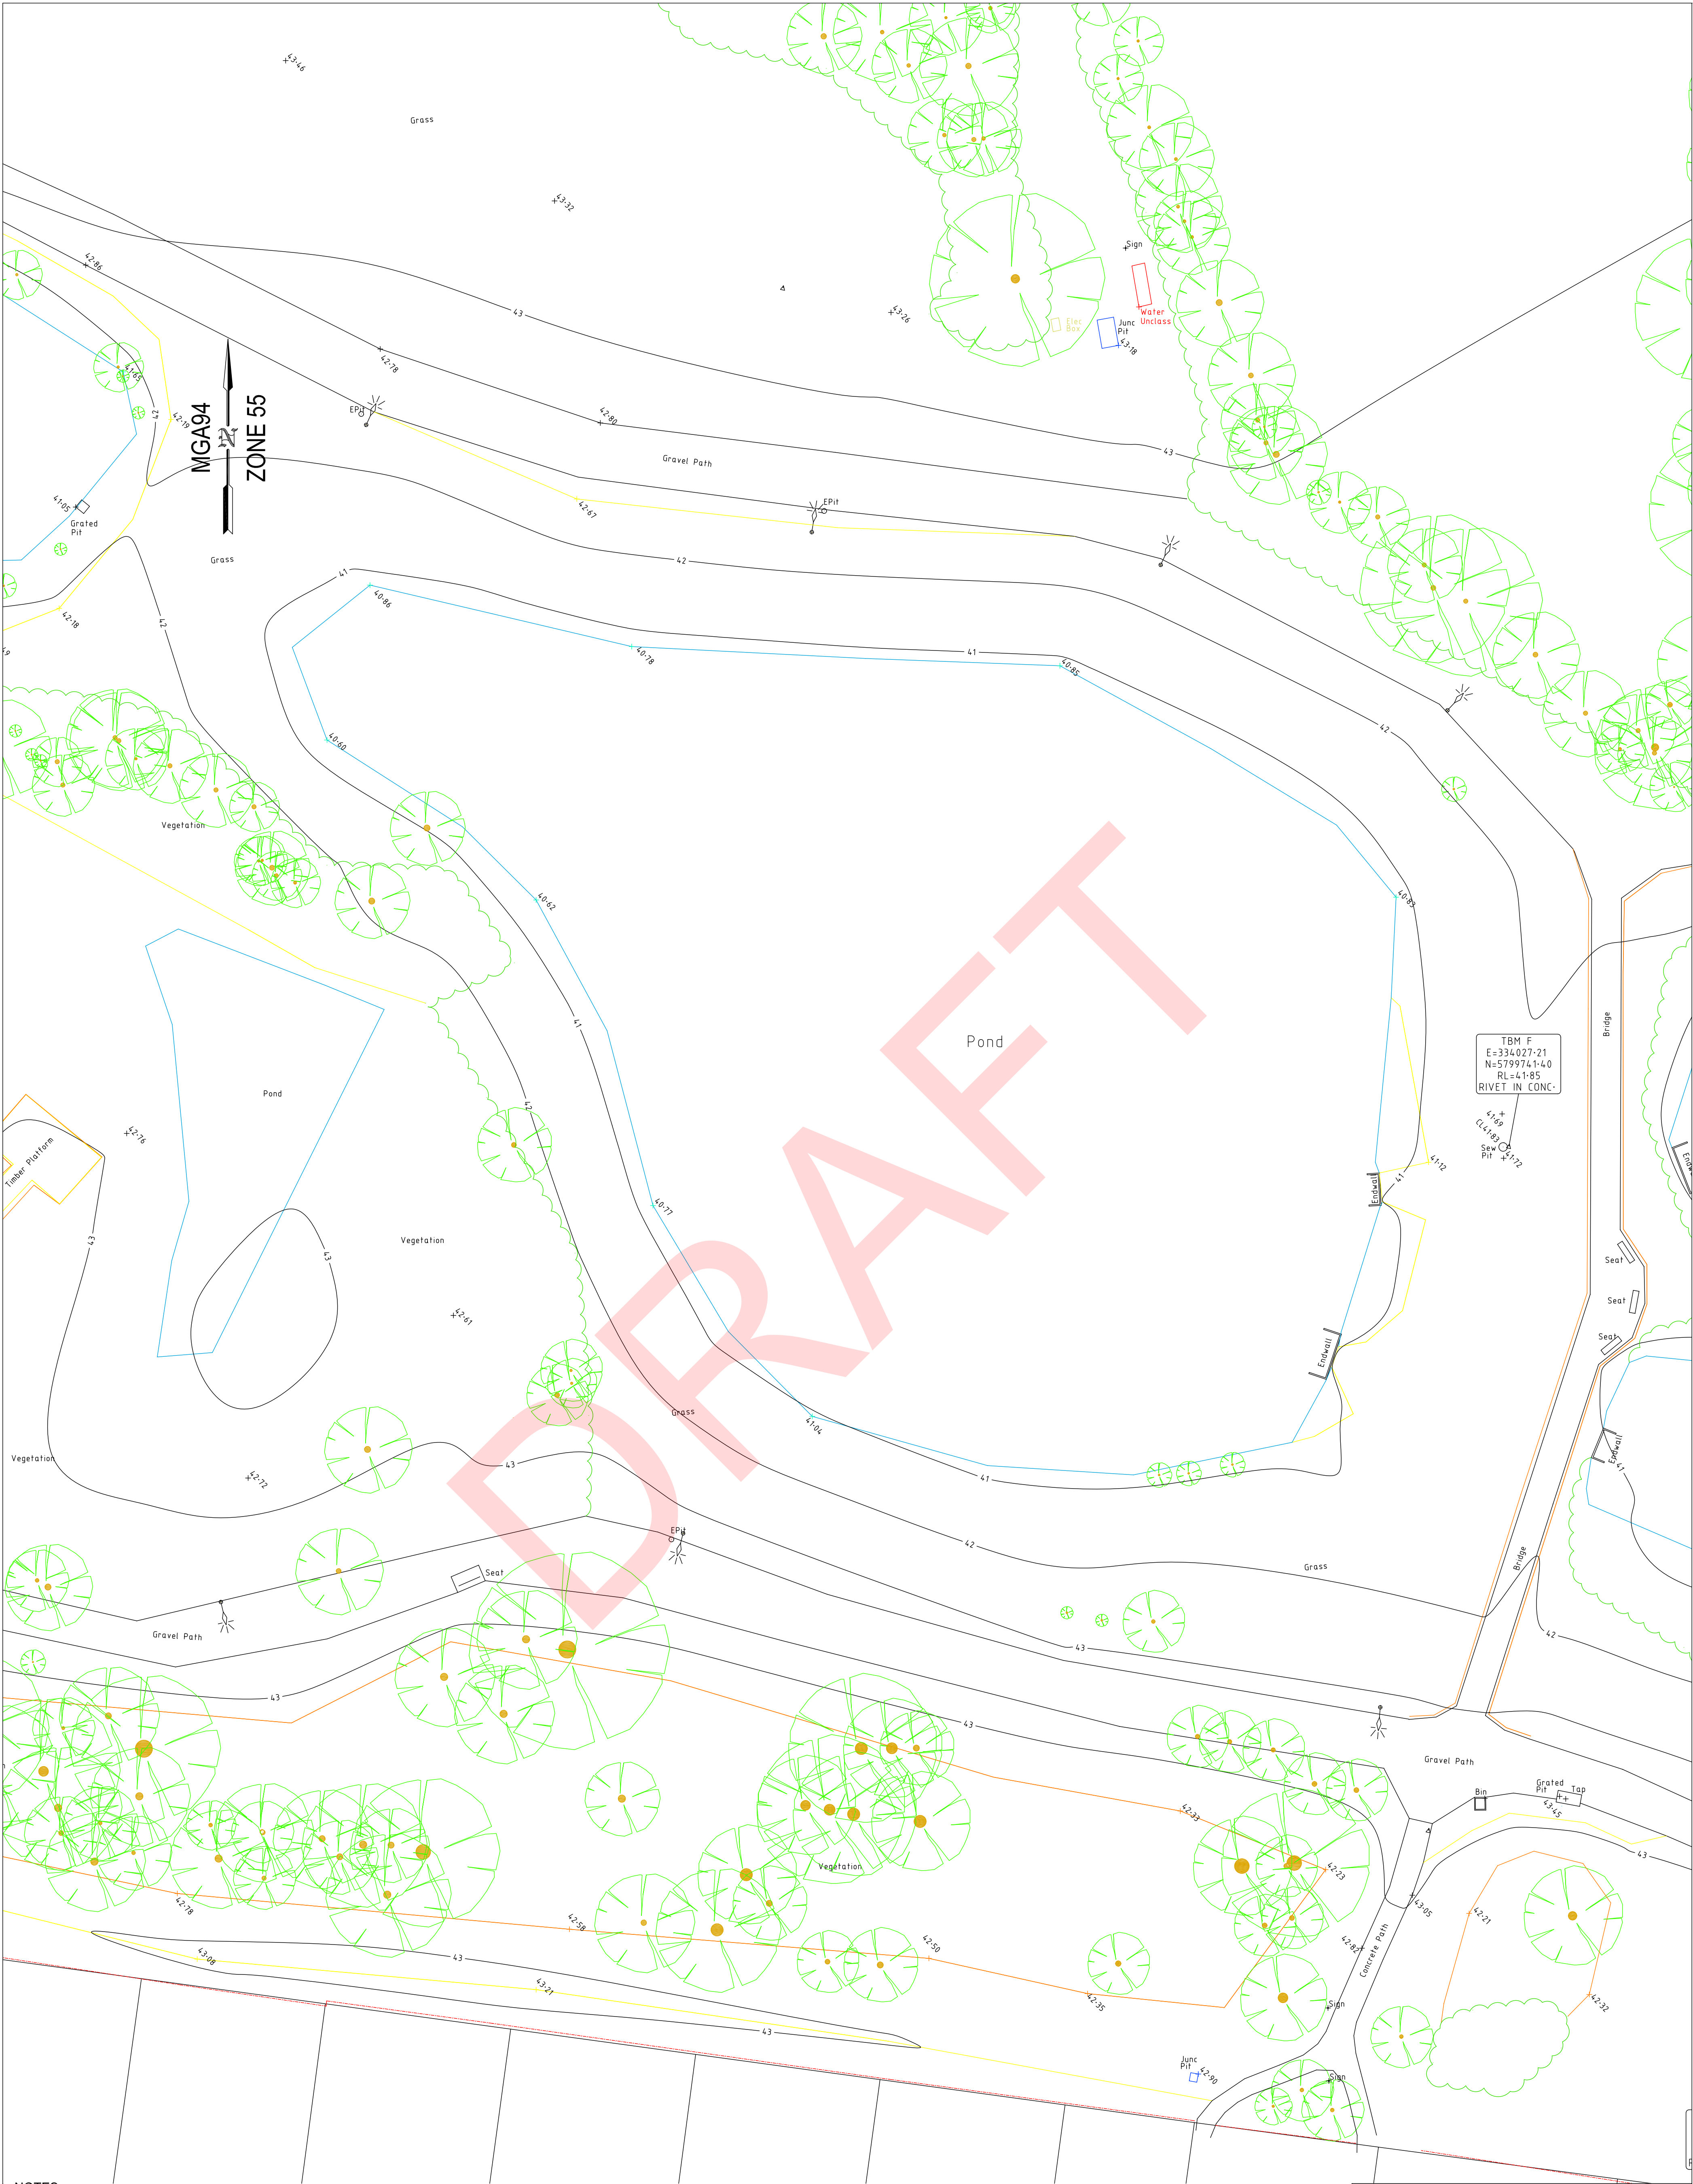 43·46
Grass
43·32
42·86
Sign
43
43·26
Water
Unclass
Elec
Box
Junc
Pit
43·18
41·65
42·78
42
42·19
MGA94
N
ZONE 55
EPit
42·80
Gravel Path
43
41·05
Grated
Pit
42·67
EPit
Grass
42
41
40·86
42·18
42
40·78
41
40·85
40·60
42
Vegetation
40·62
40·83
41
Pond
Bridge
TBM F
E=334027·21
N=5799741·40
RL=41·85
RIVET IN CONC·
Pond
42
42·76
Timber Platform
41·69
CL41·83
Sew
Pit
41·72
41·12
41
Endwall
40·77
43
Vegetation
43
Seat
Seat
42·61
Seat
Endwall
Grass
41·04
Vegetation
43
41
Endwall
41
42·72
EPit
42
Grass
Bridge
Seat
Gravel Path
43
42
43
43
Gravel Path
Bin
Grated
Pit
Tap
43·45
42·33
43
Vegetation
42·23
42·78
43·05
42·21
42·58
42·82
Concrete Path
43·08
43
42·50
43·21
42·35
Sign
42·32
43
Junc
Pit
42·90
Sign
DRAFT